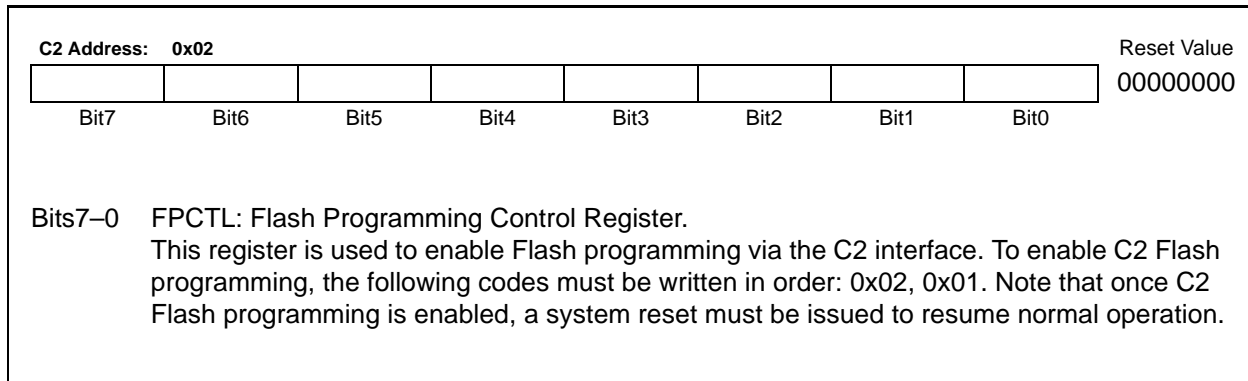 C2 Address: 0x02 Reset Value
00000000
Bit7 Bit6 Bit5 Bit4 Bit3 Bit2 Bit1 Bit0
Bits7–0 FPCTL: Flash Programming Control Register.
This register is used to enable Flash programming via the C2 interface. To enable C2 Flash
programming, the following codes must be written in order: 0x02, 0x01. Note that once C2
Flash programming is enabled, a system reset must be issued to resume normal operation.